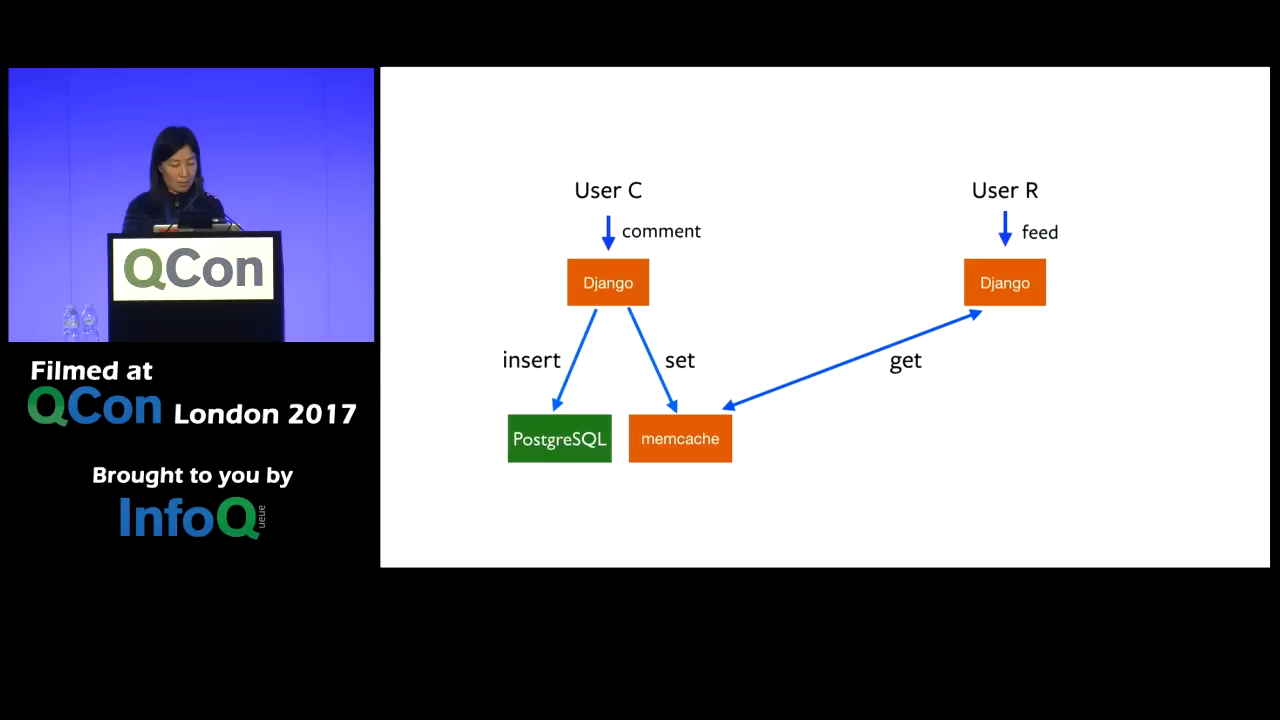 QCon
Filmed at
QCon London 2017
Brought to you by
InfoQ
ueue
User C
comment
Django
insert
set
PostgreSQL
memcache
User R
feed
Django
get